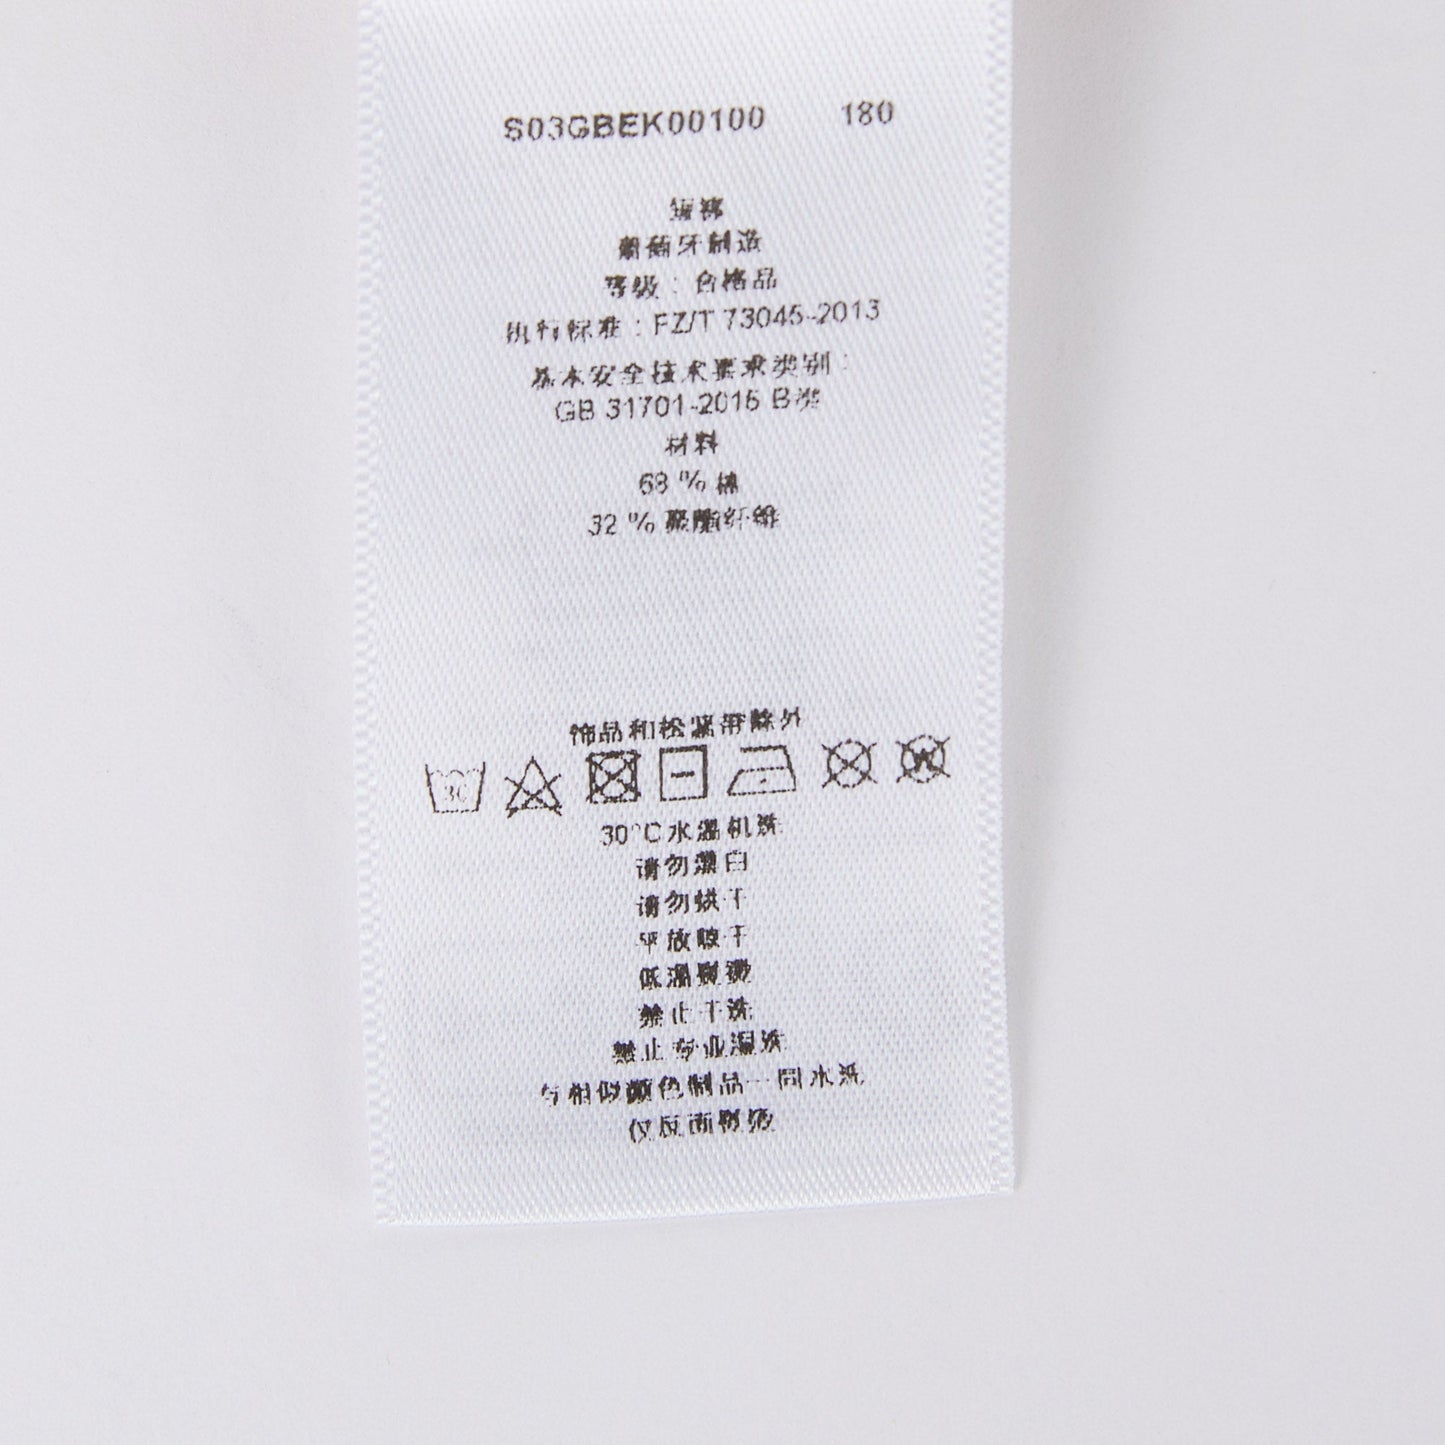 S03GBEK00100 180
短裤
葡萄牙制造
等级：合格品
执行标准：FZ/T 73045-2013
基本安全技术要求类别：
GB 31701-2015 B类
材料
68 % 棉
32 % 聚酯纤维
饰品和松紧带除外
30
W
30°C水温机洗
请勿漂白
请勿烘干
平放晾干
低温熨烫
禁止干洗
禁止专业湿洗
与相似颜色制品一同水洗
仅反面熨烫